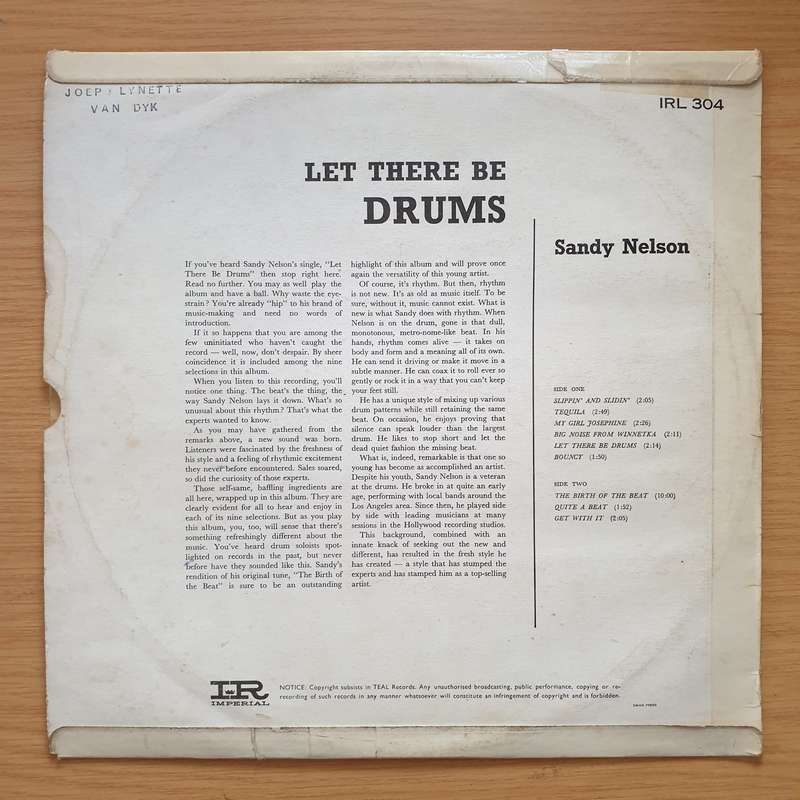 JOEP & LYNETTE
VAN DYK
IRL 304
LET THERE BE
DRUMS
Sandy Nelson
If you've heard Sandy Nelson's single, "Let
There Be Drums" then stop right here.
Read no further. You may as well play the
album and have a ball. Why waste the eye-
strain? You're already "hip" to his brand of
music-making and need no words of
introduction.
If it so happens that you are among the
few uninitiated who haven't caught the
record — well, now, don't despair. By sheer
coincidence it is included among the nine
selections in this album.
When you listen to this recording, you'll
notice one thing. The beat's the thing, the
way Sandy Nelson lays it down. What's so
unusual about this rhythm? That's what the
experts wanted to know.
As you may have gathered from the
remarks above, a new sound was born.
Listeners were fascinated by the freshness of
his style and a feeling of rhythmic excitement
they never before encountered. Sales soared,
so did the curiosity of those experts.
Those self-same, baffling ingredients are
all here, wrapped up in this album. They are
clearly evident for all to hear and enjoy in
each of its nine selections. But as you play
this album, you, too, will sense that there's
something refreshingly different about the
music. You've heard drum soloists spot-
lighted on records in the past, but never
before have they sounded like this. Sandy's
rendition of his original tune, "The Birth of
the Beat" is sure to be an outstanding
highlight of this album and will prove once
again the versatility of this young artist.
Of course, it's rhythm. But then, rhythm
is not new. It's as old as music itself. To be
sure, without it, music cannot exist. What is
new is what Sandy does with rhythm. When
Nelson is on the drum, gone is that dull,
monotonous, metro-nome-like beat. In his
hands, rhythm comes alive — it takes on
body and form and a meaning all of its own.
He can send it driving or make it move in a
subtle manner. He can coax it to roll ever so
gently or rock it in a way that you can't keep
your feet still.
He has a unique style of mixing up various
drum patterns while still retaining the same
beat. On occasion, he enjoys proving that
silence can speak louder than the largest
drum. He likes to stop short and let the
dead quiet fashion the missing beat.
What is, indeed, remarkable is that one so
young has become as accomplished an artist.
Despite his youth, Sandy Nelson is a veteran
at the drums. He broke in at quite an early
age, performing with local bands around the
Los Angeles area. Since then, he played side
by side with leading musicians at many
sessions in the Hollywood recording studios.
This background, combined with an
innate knack of seeking out the new and
different, has resulted in the fresh style he
has created — a style that has stumped the
experts and has stamped him as a top-selling
artist.
SIDE ONE
SLIPPIN' AND SLIDIN' (2:05)
TEQUILA (2:49)
MY GIRL JOSEPHINE (2:26)
BIG NOISE FROM WINNETKA (2:11)
LET THERE BE DRUMS (2:14)
BOUNCY (1:50)
SIDE TWO
THE BIRTH OF THE BEAT (10:00)
QUITE A BEAT (1:52)
GET WITH IT (2:05)
IR
IMPERIAL
NOTICE: Copyright subsists in TEAL Records. Any unauthorised broadcasting, public performance, copying or re-
recording of such records in any manner whatsoever will constitute an infringement of copyright and is forbidden.